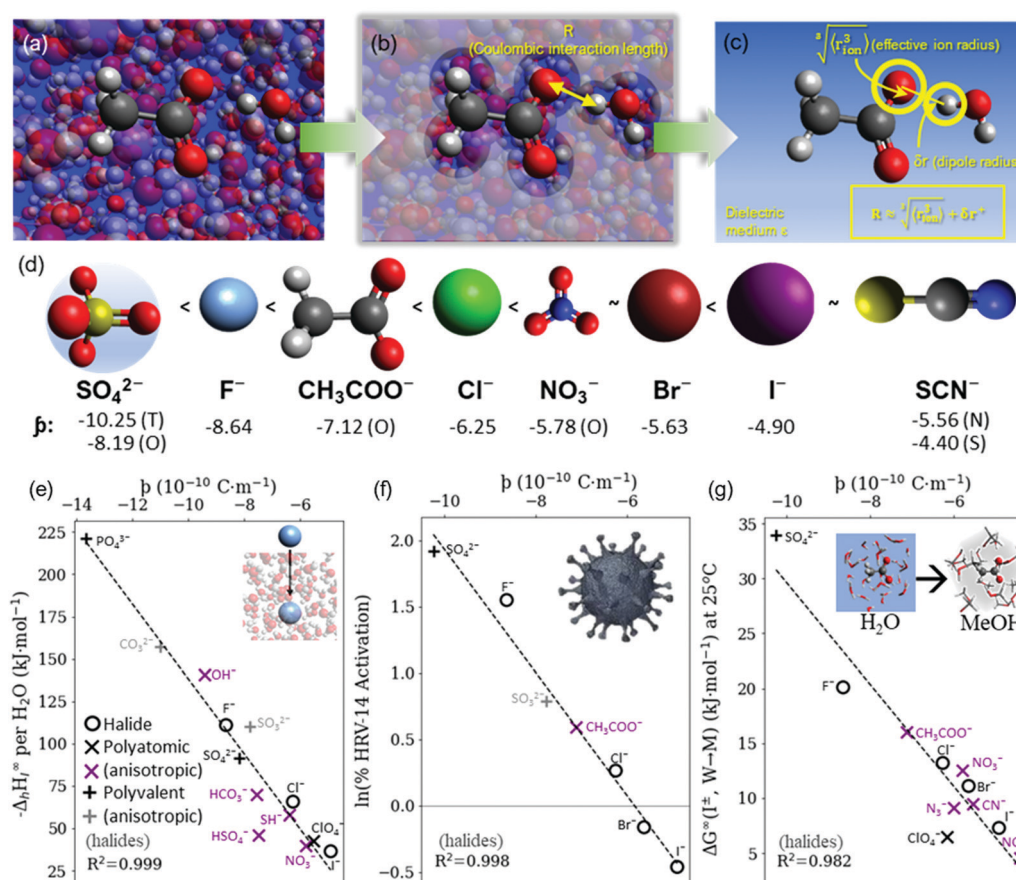 (a)
(b)
R
(Coulombic interaction length)
(c)
∛⟨r³ion⟩ (effective ion radius)
δr (dipole radius
Dielectric
medium ε
R ≈ ∛⟨r³ion⟩ + δr⁺
(d)
< < < < ~ < ~
SO₄²⁻ F⁻ CH₃COO⁻ Cl⁻ NO₃⁻ Br⁻ I⁻ SCN⁻
þ: -10.25 (T) -8.64 -7.12 (O) -6.25 -5.78 (O) -5.63 -4.90 -5.56 (N)
-8.19 (O) -4.40 (S)
(e)
þ (10⁻¹⁰ C·m⁻¹)
−14 −12 −10 −8 −6
-ΔₕHᵢ^∞ per H₂O (kJ·mol⁻¹)
225
200
175
150
125
100
75
50
25
PO₄³⁻
CO₃²⁻
OH⁻
F⁻
SO₃²⁻
SO₄²⁻
HCO₃⁻
Cl⁻
SH⁻
HSO₄⁻
ClO₄⁻
NO₃⁻
I⁻
Halide
Polyatomic
(anisotropic)
Polyvalent
(anisotropic)
(halides)
R²=0.999
(f)
þ (10⁻¹⁰ C·m⁻¹)
−10 −8 −6
ln(% HRV-14 Activation)
2.0
1.5
1.0
0.5
0.0
−0.5
SO₄²⁻
F⁻
SO₃²⁻
CH₃COO⁻
Cl⁻
Br⁻
I⁻
(halides)
R²=0.998
(g)
þ (10⁻¹⁰ C·m⁻¹)
−10 −8 −6
ΔG^∞(I^±, W→M) (kJ·mol⁻¹) at 25°C
35
30
25
20
15
10
5
SO₄²⁻
H₂O
MeOH
F⁻
CH₃COO⁻
Cl⁻
NO₃⁻
Br⁻
N₃⁻
CN⁻
ClO₄⁻
I⁻
(halides)
R²=0.982